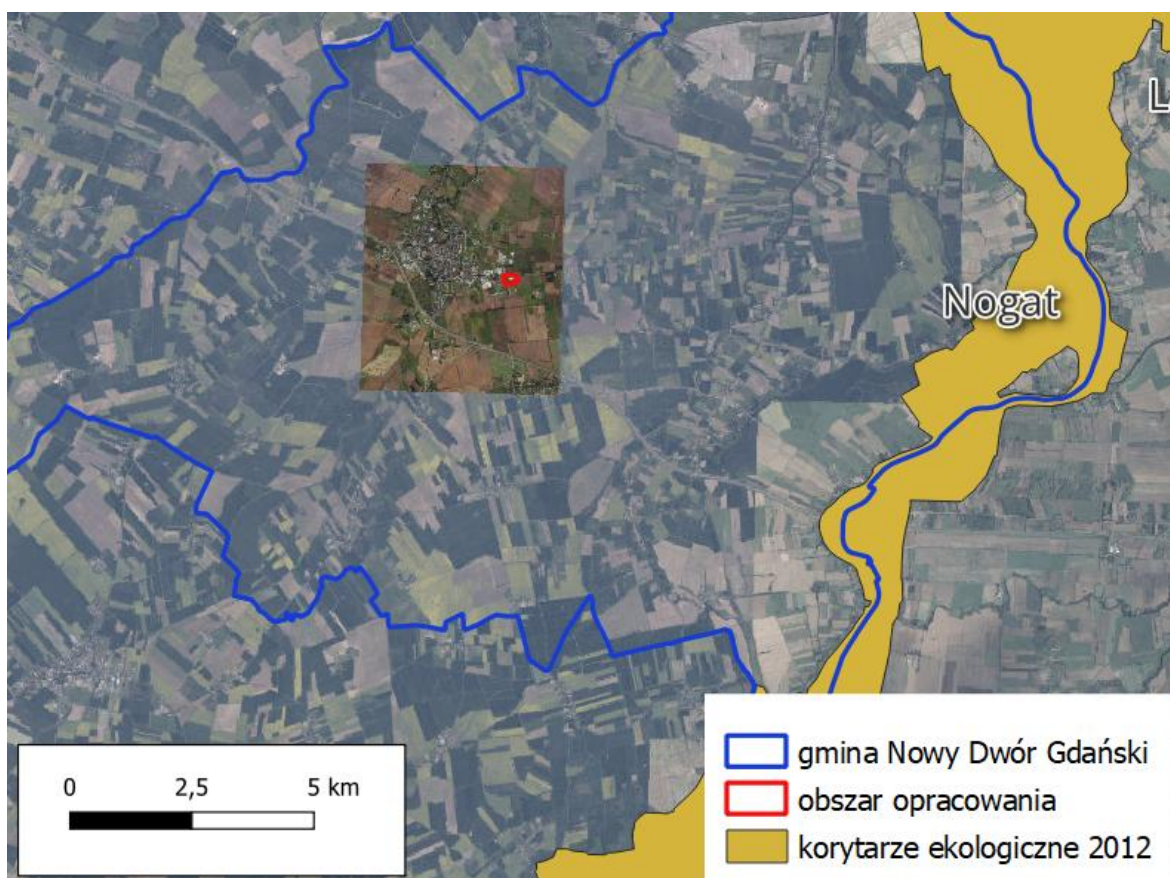 L
Nogat
0 2,5 5 km
gmina Nowy Dwór Gdański
obszar opracowania
korytarze ekologiczne 2012